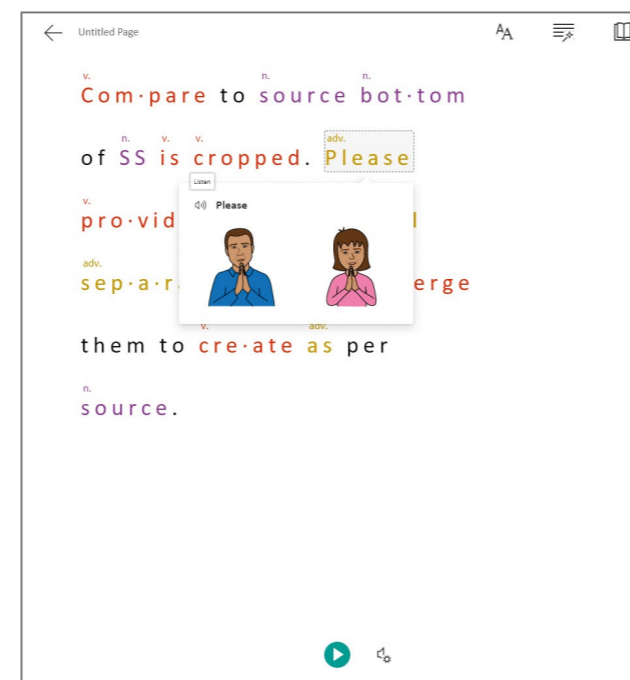 Untitled Page
AA
v. n. n.
Com·pare to source bot·tom
n. v. v. adv.
of SS is cropped. Please
Listen
v.
pro·vid
Please
adv.
sep·a·r erge
v. adv.
them to cre·ate as per
n.
source.